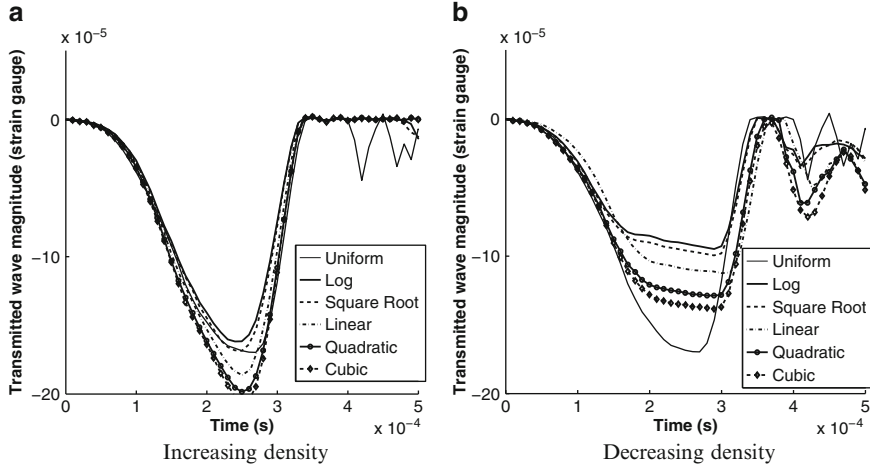 a
x 10⁻⁵
Transmitted wave magnitude (strain gauge)
0
−10
−20
0
1
2
3
4
5
Time (s)
x 10⁻⁴
Uniform
Log
Square Root
Linear
Quadratic
Cubic
Increasing density
b
x 10⁻⁵
Transmitted wave magnitude (strain gauge)
0
−5
−10
−15
−20
0
1
2
3
4
5
Time (s)
x 10⁻⁴
Uniform
Log
Square Root
Linear
Quadratic
Cubic
Decreasing density